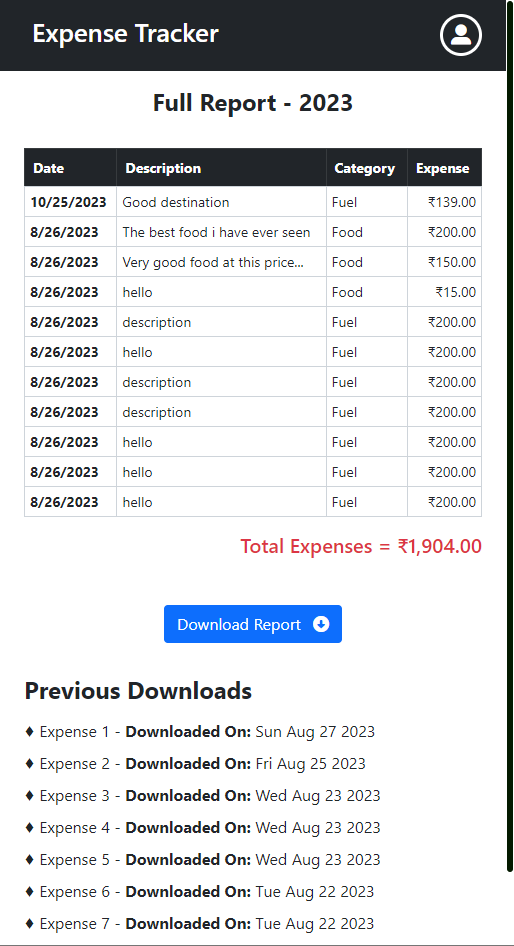 Expense Tracker
Full Report - 2023
Date Description Category Expense
10/25/2023 Good destination Fuel ₹139.00
8/26/2023 The best food i have ever seen Food ₹200.00
8/26/2023 Very good food at this price... Food ₹150.00
8/26/2023 hello Food ₹15.00
8/26/2023 description Fuel ₹200.00
8/26/2023 hello Fuel ₹200.00
8/26/2023 description Fuel ₹200.00
8/26/2023 description Fuel ₹200.00
8/26/2023 hello Fuel ₹200.00
8/26/2023 hello Fuel ₹200.00
8/26/2023 hello Fuel ₹200.00
Total Expenses = ₹1,904.00
Download Report
Previous Downloads
♦ Expense 1 - Downloaded On: Sun Aug 27 2023
♦ Expense 2 - Downloaded On: Fri Aug 25 2023
♦ Expense 3 - Downloaded On: Wed Aug 23 2023
♦ Expense 4 - Downloaded On: Wed Aug 23 2023
♦ Expense 5 - Downloaded On: Wed Aug 23 2023
♦ Expense 6 - Downloaded On: Tue Aug 22 2023
♦ Expense 7 - Downloaded On: Tue Aug 22 2023